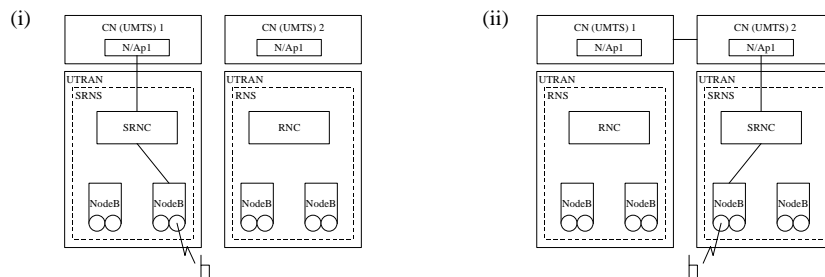 (i)
CN (UMTS) 1
N/Ap1
UTRAN
SRNS
SRNC
NodeB
NodeB
CN (UMTS) 2
N/Ap1
UTRAN
RNS
RNC
NodeB
NodeB
(ii)
CN (UMTS) 1
N/Ap1
UTRAN
RNS
RNC
NodeB
NodeB
CN (UMTS) 2
N/Ap1
UTRAN
SRNS
SRNC
NodeB
NodeB